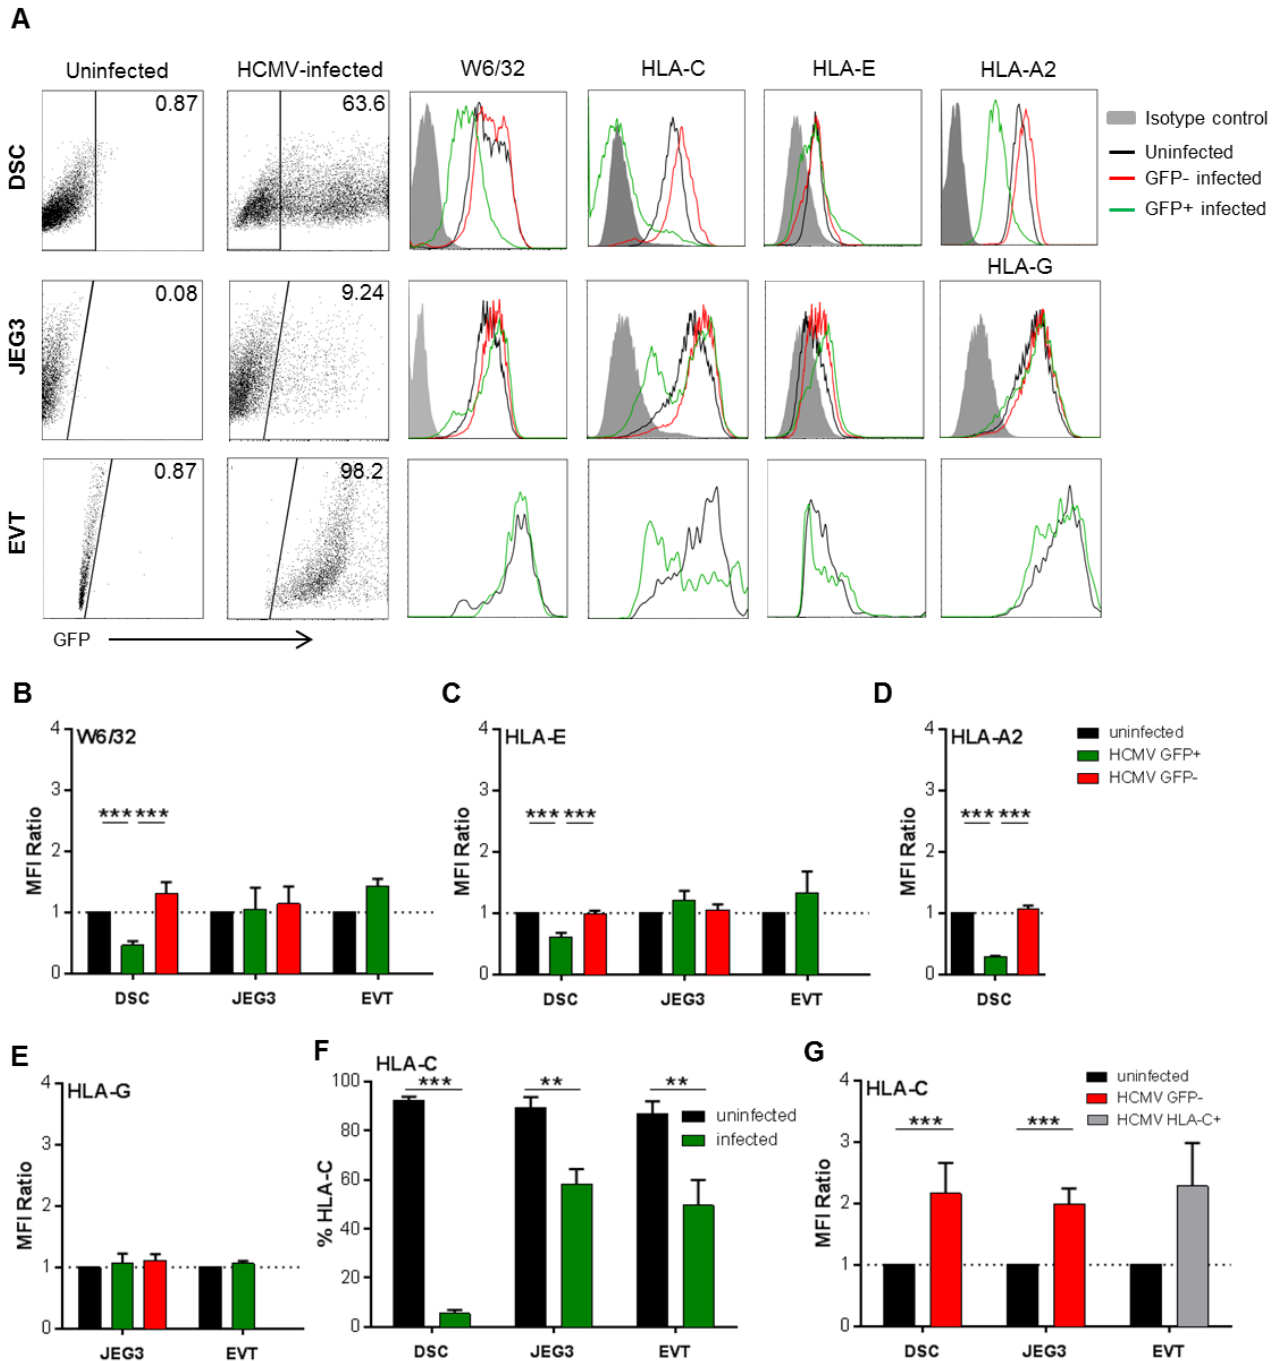 A
Uninfected HCMV-infected W6/32 HLA-C HLA-E HLA-A2
DSC 0.87 63.6
Isotype control
Uninfected
GFP- infected
GFP+ infected
HLA-G
JEG3 0.08 9.24
EVT 0.87 98.2
GFP
B
W6/32
MFI Ratio
4
3
2
1
0
*** ***
DSC JEG3 EVT
C
HLA-E
MFI Ratio
4
3
2
1
0
*** ***
DSC JEG3 EVT
D
HLA-A2
MFI Ratio
4
3
2
1
0
*** ***
DSC
uninfected
HCMV GFP+
HCMV GFP-
E
HLA-G
MFI Ratio
4
3
2
1
0
JEG3 EVT
F
HLA-C
% HLA-C
100
80
60
40
20
0
*** ** **
uninfected
infected
DSC JEG3 EVT
G
HLA-C
MFI Ratio
4
3
2
1
0
*** ***
uninfected
HCMV GFP-
HCMV HLA-C+
DSC JEG3 EVT